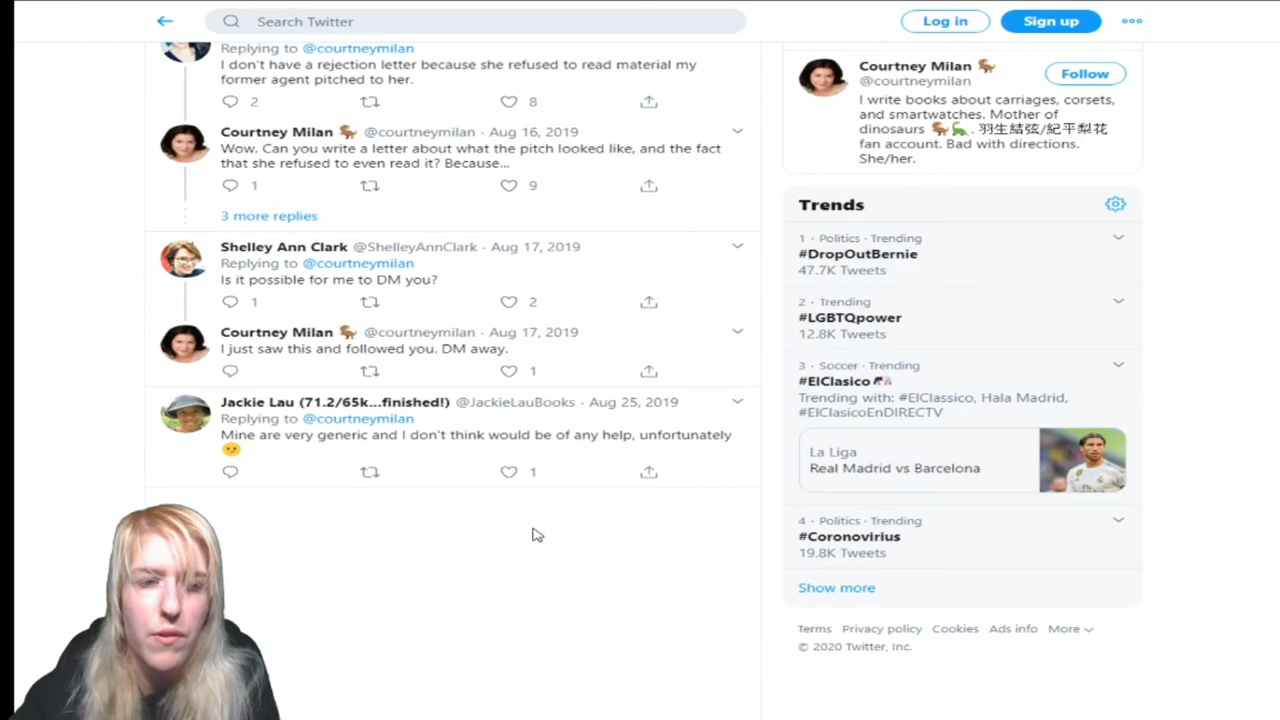 Search Twitter
Log in
Sign up
Replying to @courtneymilan
I don't have a rejection letter because she refused to read material my
former agent pitched to her.
2
8
Courtney Milan 🦖 @courtneymilan · Aug 16, 2019
Wow. Can you write a letter about what the pitch looked like, and the fact
that she refused to even read it? Because...
1
9
3 more replies
Shelley Ann Clark @ShelleyAnnClark · Aug 17, 2019
Replying to @courtneymilan
Is it possible for me to DM you?
1
2
Courtney Milan 🦖 @courtneymilan · Aug 17, 2019
I just saw this and followed you. DM away.
1
Jackie Lau (71.2/65k...finished!) @JackieLauBooks · Aug 25, 2019
Replying to @courtneymilan
Mine are very generic and I don't think would be of any help, unfortunately
😕
1
Courtney Milan 🦖
@courtneymilan
Follow
I write books about carriages, corsets,
and smartwatches. Mother of
dinosaurs 🦖🦕. 羽生結弦/紀平梨花
fan account. Bad with directions.
She/her.
Trends
1 · Politics · Trending
#DropOutBernie
47.7K Tweets
2 · Trending
#LGBTQpower
12.8K Tweets
3 · Soccer · Trending
#ElClasico
Trending with: #ElClassico, Hala Madrid,
#ElClasicoEnDIRECTV
La Liga
Real Madrid vs Barcelona
4 · Politics · Trending
#Coronovirius
19.8K Tweets
Show more
Terms Privacy policy Cookies Ads info More
© 2020 Twitter, Inc.